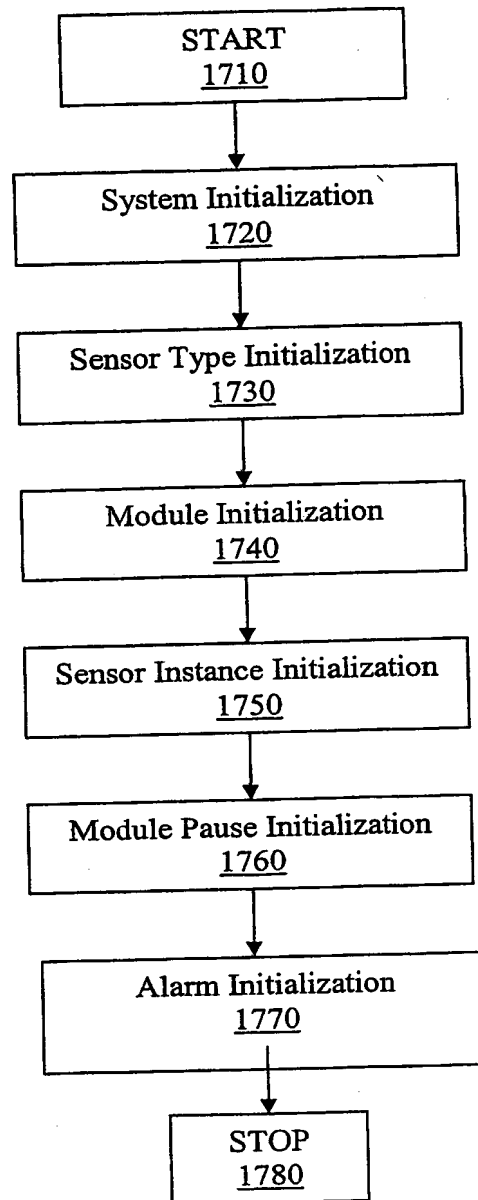 START
1710
System Initialization
1720
Sensor Type Initialization
1730
Module Initialization
1740
Sensor Instance Initialization
1750
Module Pause Initialization
1760
Alarm Initialization
1770
STOP
1780